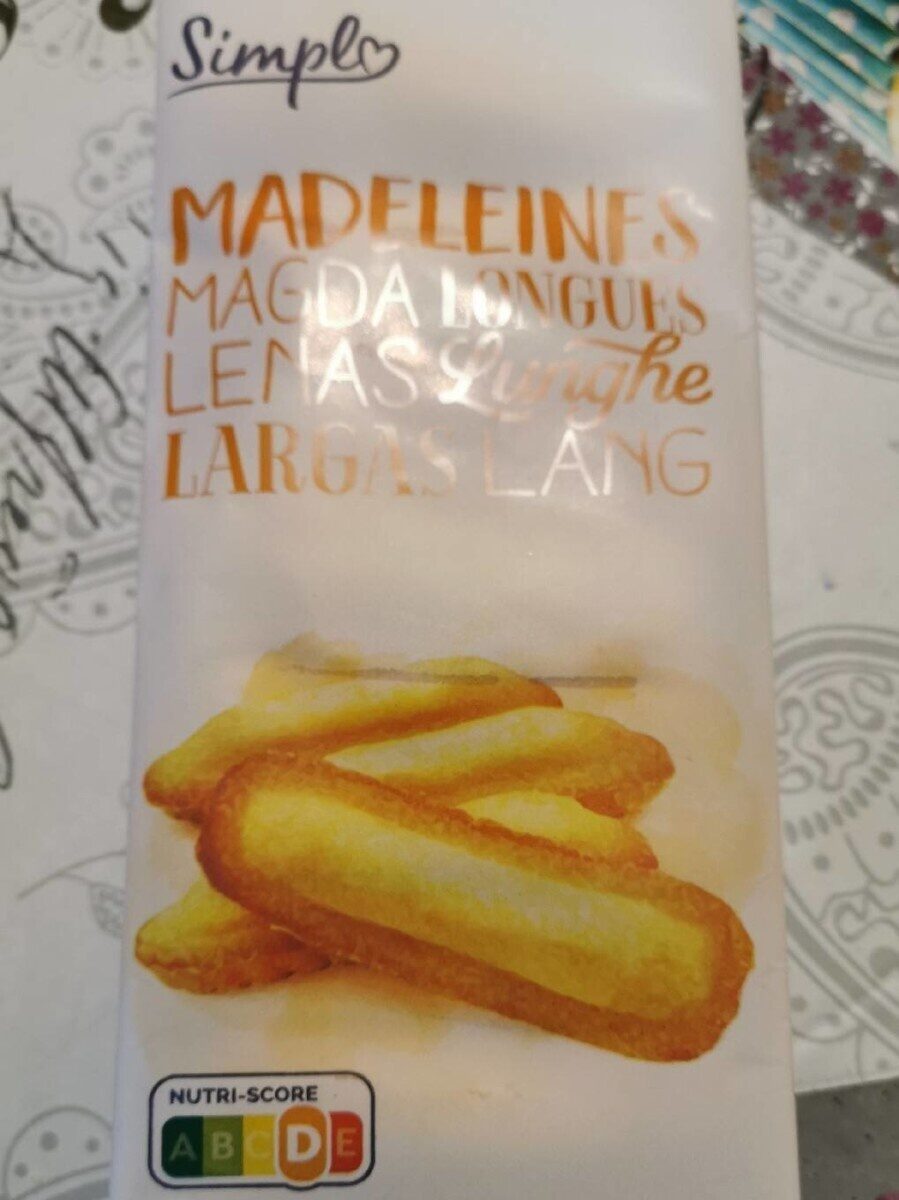 Simpl
MADELEINES
MAGDA LONGUES
LENAS Lunghe
LARGAS LANG
NUTRI-SCORE
A B C D E